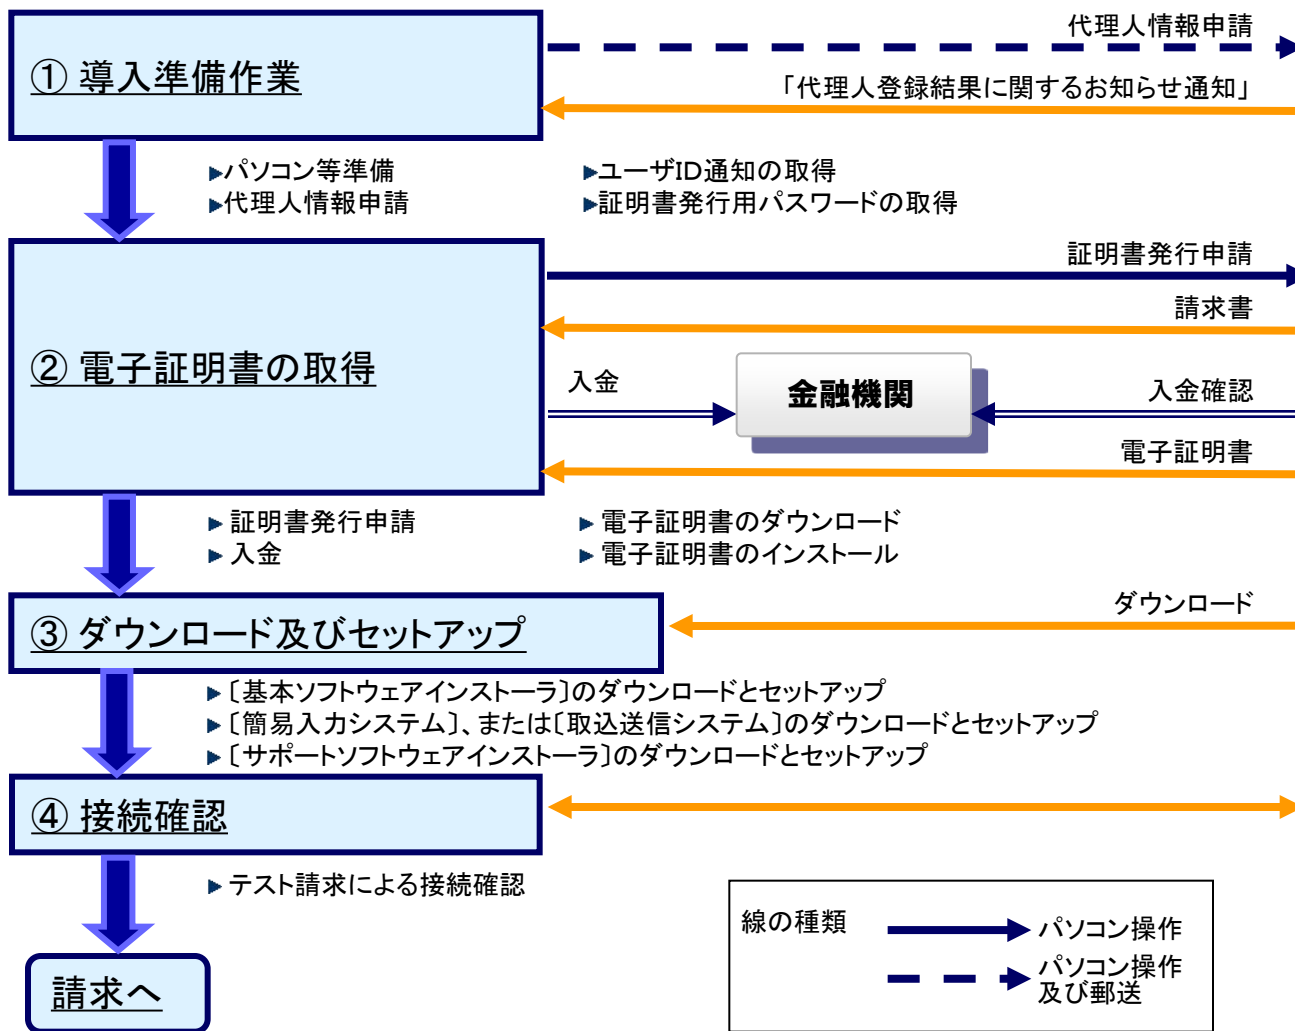 代理人情報申請
① 導入準備作業
「代理人登録結果に関するお知らせ通知」
パソコン等準備
代理人情報申請
ユーザID通知の取得
証明書発行用パスワードの取得
証明書発行申請
請求書
② 電子証明書の取得
入金
金融機関
入金確認
電子証明書
証明書発行申請
入金
電子証明書のダウンロード
電子証明書のインストール
③ ダウンロード及びセットアップ
ダウンロード
〔基本ソフトウェアインストーラ〕のダウンロードとセットアップ
〔簡易入力システム〕、または〔取込送信システム〕のダウンロードとセットアップ
〔サポートソフトウェアインストーラ〕のダウンロードとセットアップ
④ 接続確認
テスト請求による接続確認
請求へ
線の種類
パソコン操作
パソコン操作
及び郵送